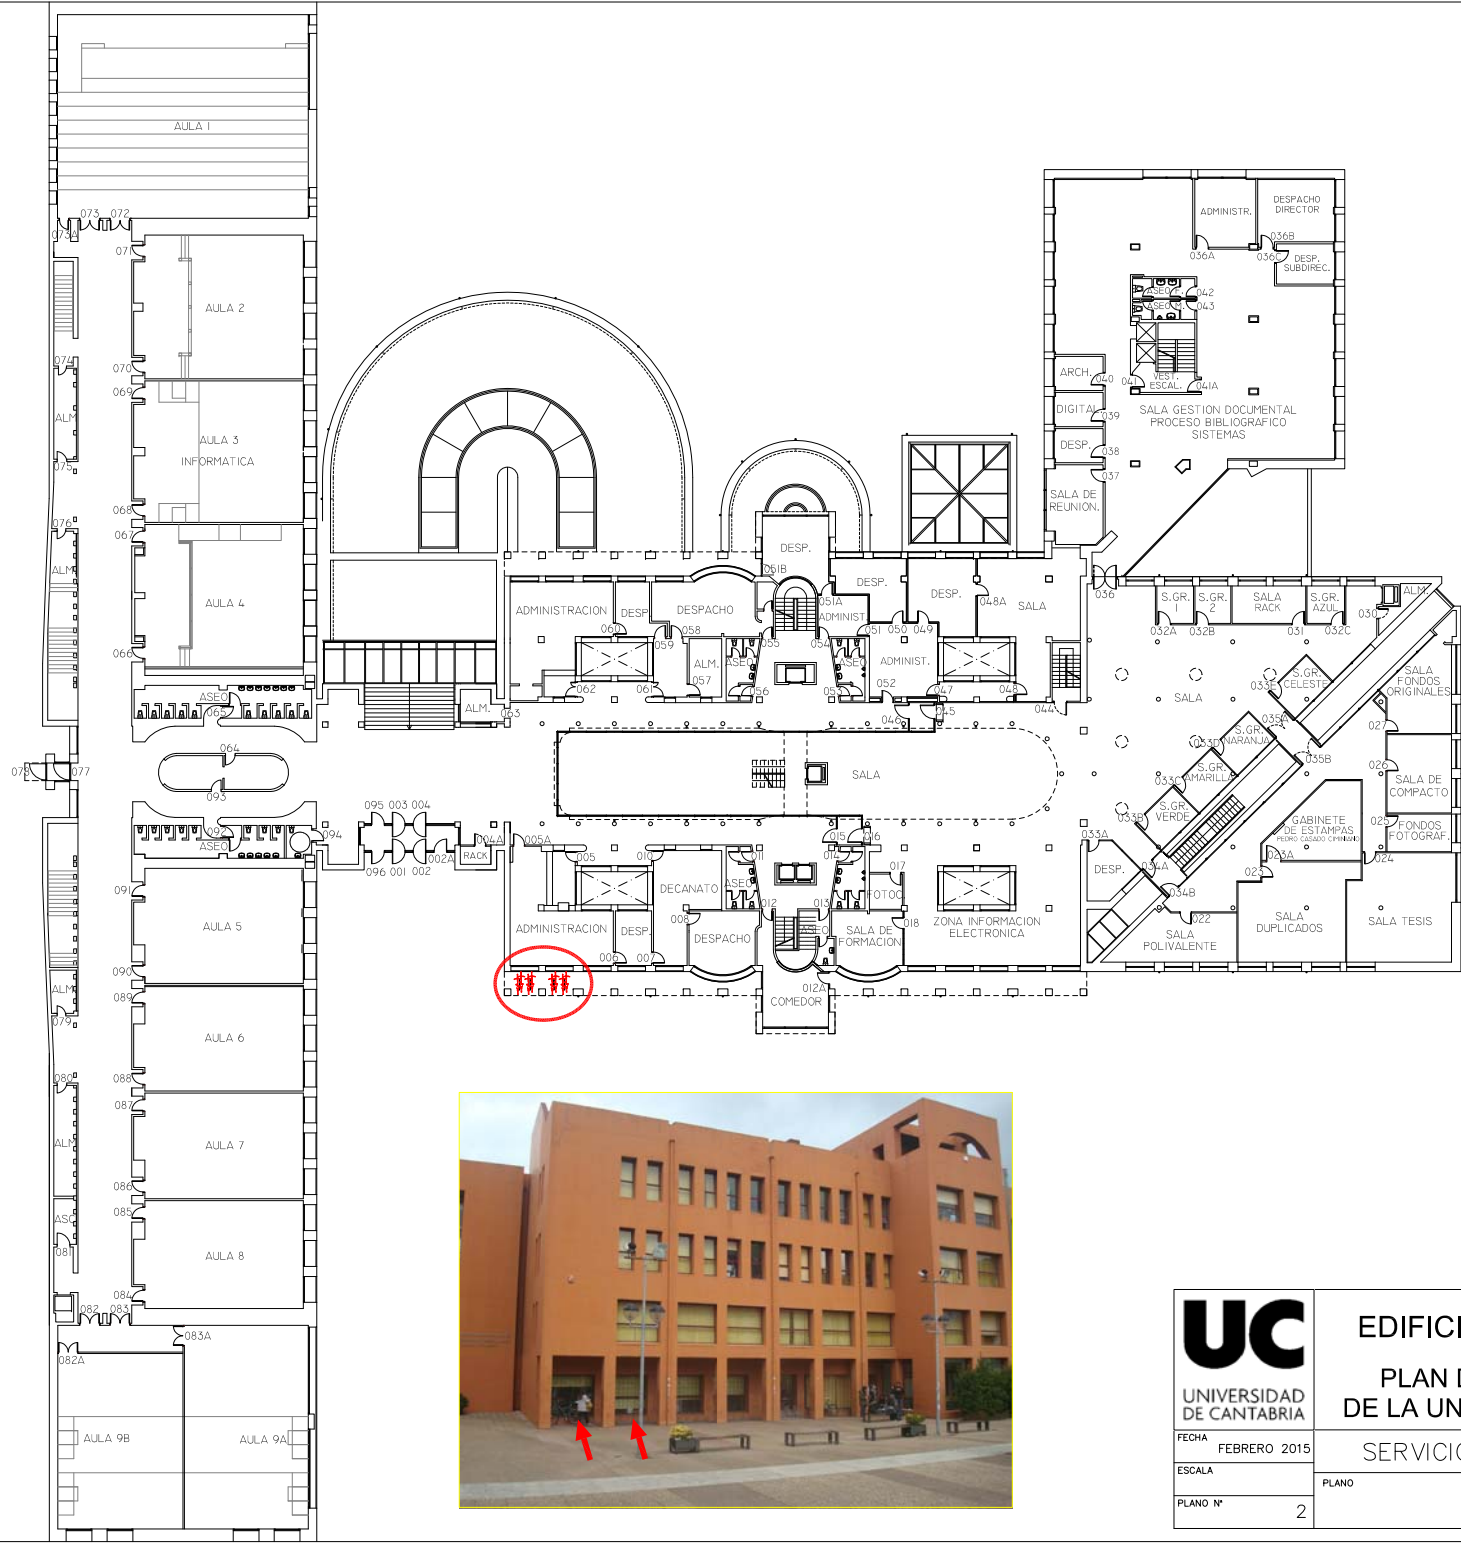 AULA 1
073 072
073A
071
AULA 2
074
070
069
ALM
AULA 3
INFORMATICA
075
068
076
067
ALM
AULA 4
066
ASEO
065
064
078
077
093
092
ASEO
094
095 003 004
096 001 002
002A
004A
RACK
091
AULA 5
090
ALM
089
079
AULA 6
088
080
087
ALM
AULA 7
086
085
ASO
081
AULA 8
084
082 083
083A
082A
AULA 9B
AULA 9A
ADMINISTRACION
DESP.
060
DESPACHO
058
059
ALM.
057
062
061
ALM.
063
ASEO
056
055
DESP.
051B
051A
ADMINIST.
054
ASEO
053
DESP.
051 050 049
DESP.
048A
SALA
ADMINIST.
052
047
048
046
045
044
SALA
015 016
005A
005
010
011
014
ASEO
DECANATO
017
FOTOC.
008
012
013
ASEO
SALA DE
FORMACION
018
ZONA INFORMACION
ELECTRONICA
ADMINISTRACION
DESP.
DESPACHO
006
007
012A
COMEDOR
ADMINISTR.
DESPACHO
DIRECTOR
036A
036B
036C
DESP.
SUBDIREC.
ASEO F.
042
ASEO M.
043
ARCH.
040
041
VEST.
ESCAL.
041A
DIGITAL
039
SALA GESTION DOCUMENTAL
PROCESO BIBLIOGRAFICO
SISTEMAS
DESP.
038
037
SALA DE
REUNION.
036
S.GR.
1
S.GR.
2
SALA
RACK
S.GR.
AZUL
ALM.
030
032A
032B
031
032C
SALA
S.GR.
CELESTE
033E
SALA
FONDOS
ORIGINALES
027
035A
S.GR.
NARANJA
033D
035B
026
S.GR.
AMARILLA
033C
SALA DE
COMPACTO
S.GR.
VERDE
033B
GABINETE
DE ESTAMPAS
PEDRO CASADO CIMIANO
025
FONDOS
FOTOGRAF.
033A
023A
024
DESP.
034A
023
034B
022
SALA
POLIVALENTE
SALA
DUPLICADOS
SALA TESIS
UC
UNIVERSIDAD
DE CANTABRIA
EDIFICI
PLAN D
DE LA UN
FECHA
FEBRERO 2015
SERVICIO
ESCALA
PLANO
PLANO Nº
2